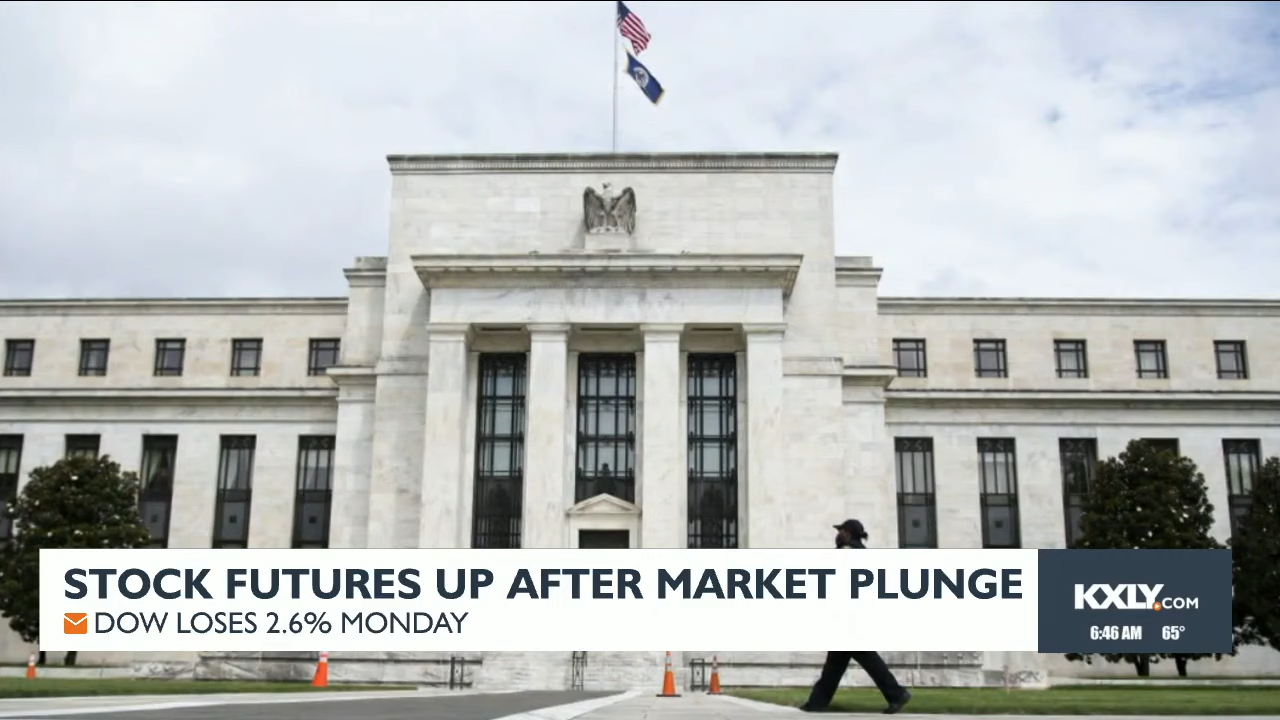 STOCK FUTURES UP AFTER MARKET PLUNGE
DOW LOSES 2.6% MONDAY
KXLY.COM
6:46 AM 65°